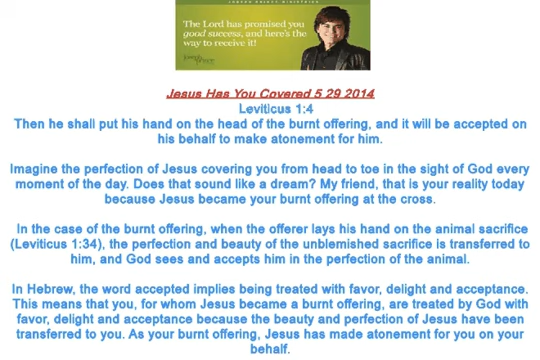 JOSEPH PRINCE MINISTRIES
The Lord has promised you
good success, and here's the
way to receive it!
Jesus Has You Covered 5 29 2014
Leviticus 1:4
Then he shall put his hand on the head of the burnt offering, and it will be accepted on
his behalf to make atonement for him.
Imagine the perfection of Jesus covering you from head to toe in the sight of God every
moment of the day. Does that sound like a dream? My friend, that is your reality today
because Jesus became your burnt offering at the cross.
In the case of the burnt offering, when the offerer lays his hand on the animal sacrifice
(Leviticus 1:34), the perfection and beauty of the unblemished sacrifice is transferred to
him, and God sees and accepts him in the perfection of the animal.
In Hebrew, the word accepted implies being treated with favor, delight and acceptance.
This means that you, for whom Jesus became a burnt offering, are treated by God with
favor, delight and acceptance because the beauty and perfection of Jesus have been
transferred to you. As your burnt offering, Jesus has made atonement for you on your
behalf.